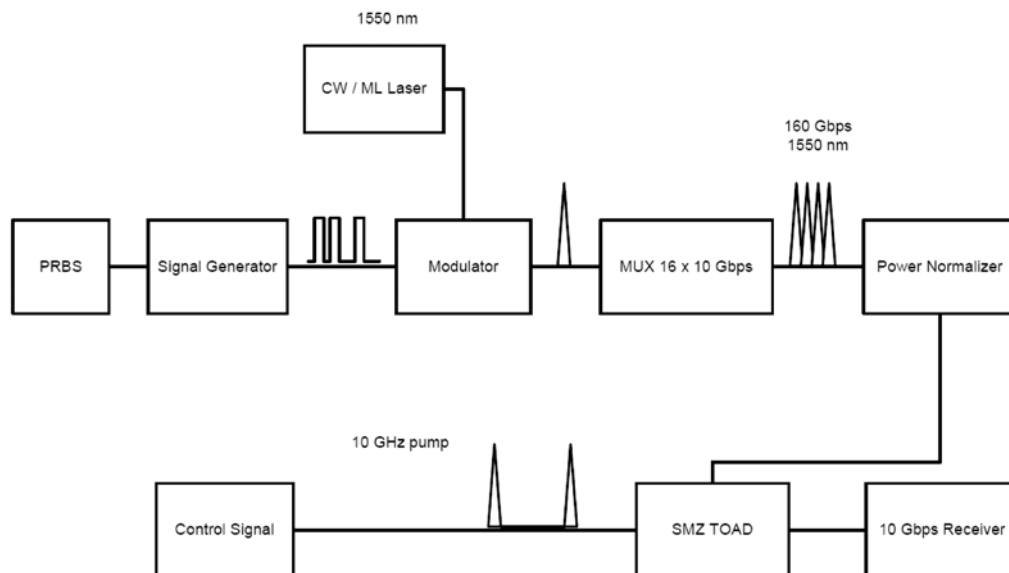 1550 nm
CW / ML Laser
160 Gbps
1550 nm
PRBS
Signal Generator
Modulator
MUX 16 x 10 Gbps
Power Normalizer
10 GHz pump
Control Signal
SMZ TOAD
10 Gbps Receiver